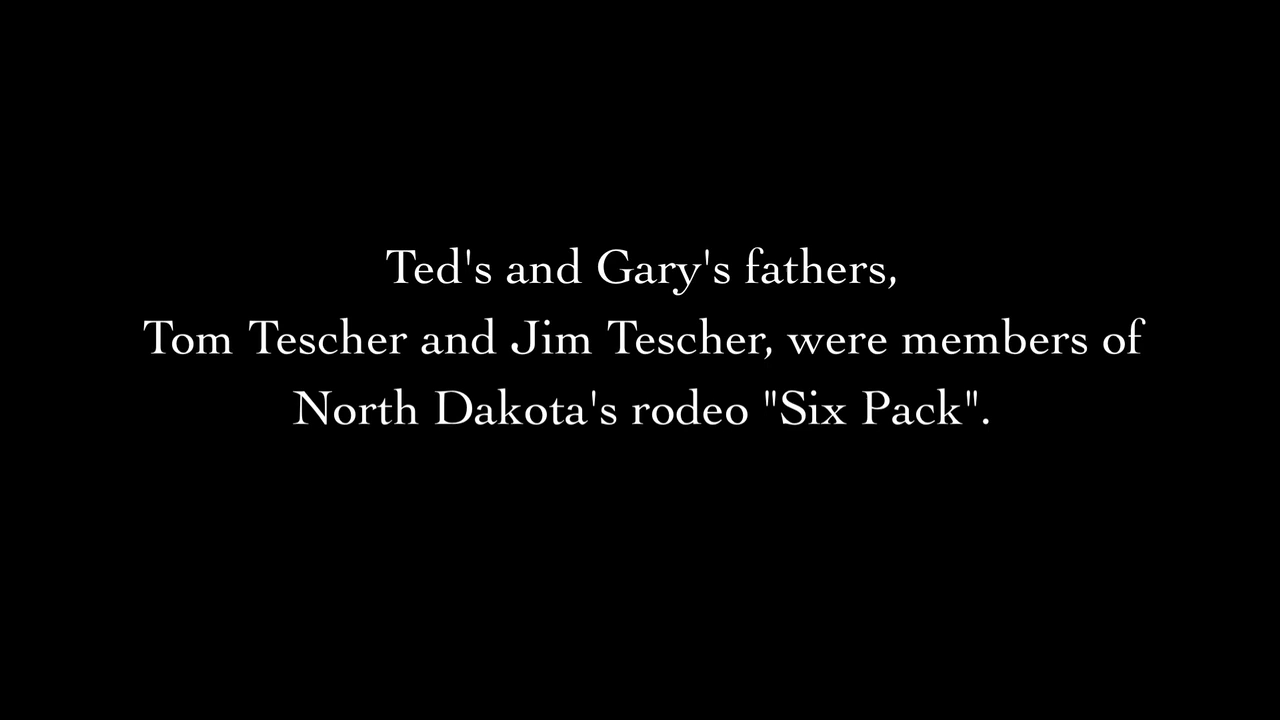 Ted's and Gary's fathers,
Tom Tescher and Jim Tescher, were members of
North Dakota's rodeo "Six Pack".